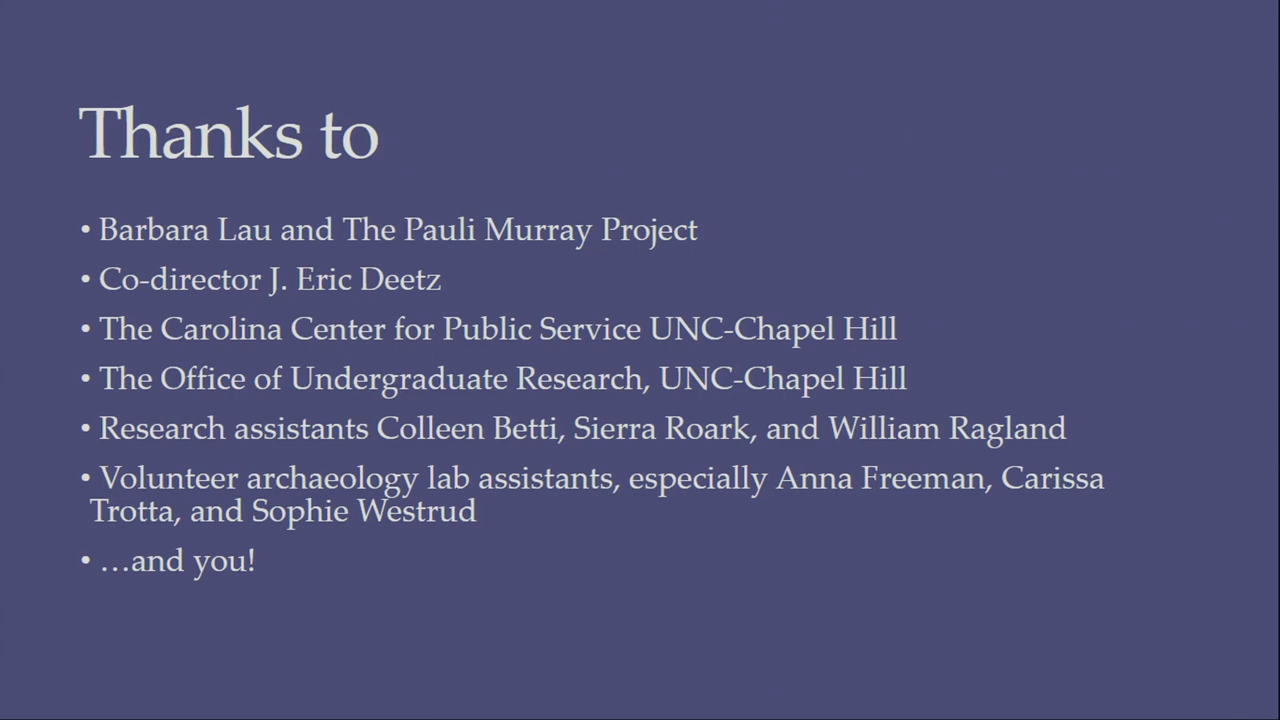 Thanks to
• Barbara Lau and The Pauli Murray Project
• Co-director J. Eric Deetz
• The Carolina Center for Public Service UNC-Chapel Hill
• The Office of Undergraduate Research, UNC-Chapel Hill
• Research assistants Colleen Betti, Sierra Roark, and William Ragland
• Volunteer archaeology lab assistants, especially Anna Freeman, Carissa
Trotta, and Sophie Westrud
• …and you!